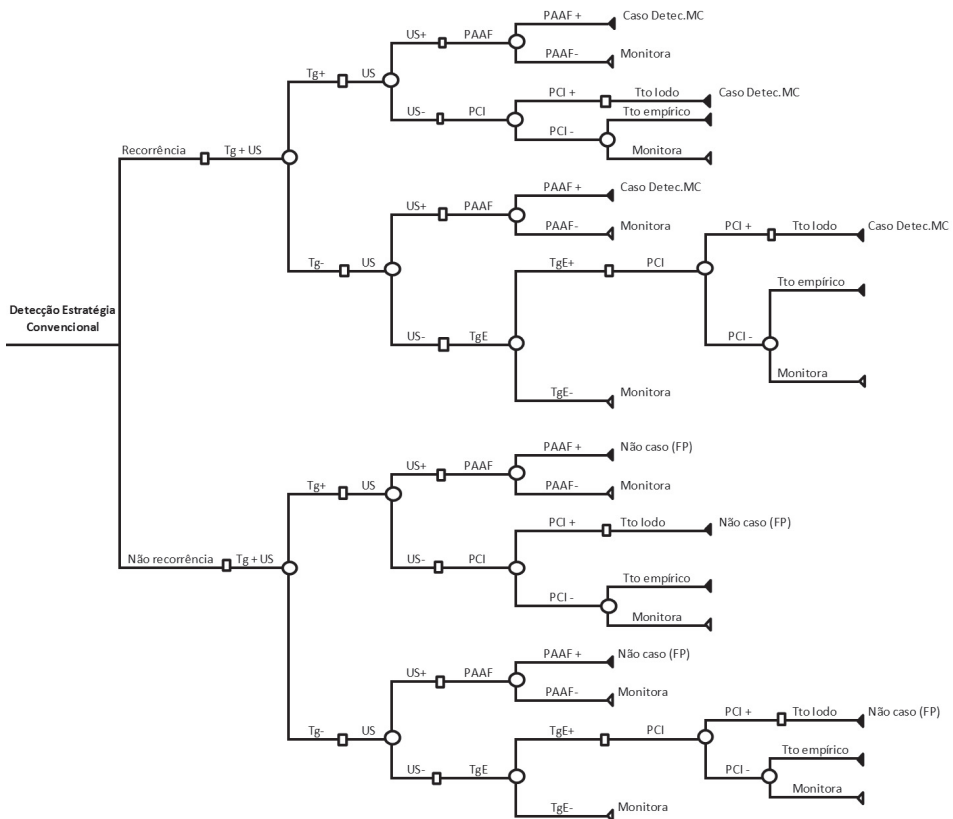 PAAF +
Caso Detec.MC
US+
PAAF
PAAF-
Monitora
Tg+
US
PCI +
Tto Iodo
Caso Detec.MC
US-
PCI
Tto empírico
PCI -
Monitora
Recorrência
Tg + US
PAAF +
Caso Detec.MC
US+
PAAF
PAAF-
Monitora
PCI +
Tto Iodo
Caso Detec.MC
Tg-
US
TgE+
PCI
Tto empírico
Detecção Estratégia
Convencional
US-
TgE
PCI -
Monitora
TgE-
Monitora
PAAF +
Não caso (FP)
US+
PAAF
PAAF-
Monitora
Tg+
US
PCI +
Tto Iodo
Não caso (FP)
US-
PCI
Não recorrência
Tg + US
Tto empírico
PCI -
Monitora
PAAF +
Não caso (FP)
US+
PAAF
PAAF-
Monitora
PCI +
Tto Iodo
Não caso (FP)
Tg-
US
TgE+
PCI
Tto empírico
US-
TgE
PCI -
Monitora
TgE-
Monitora